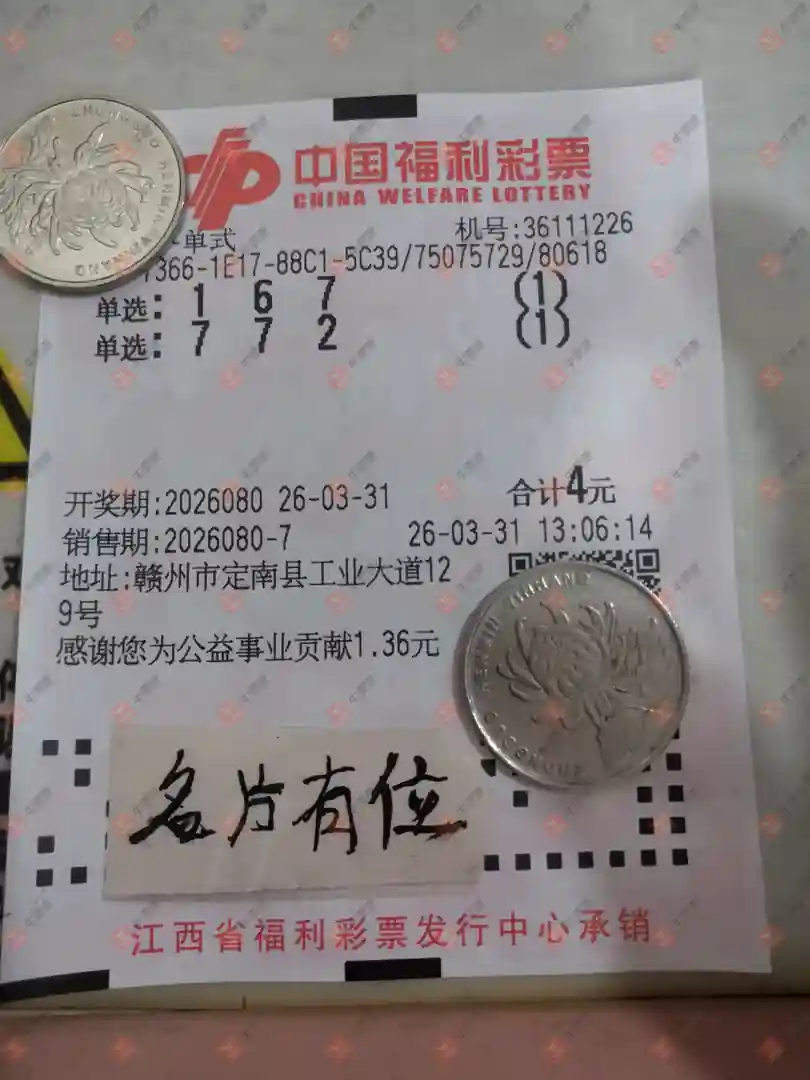 中国福利彩票
CHINA WELFARE LOTTERY
单式 机号:36111226
366-1E17-88C1-5C39/75075729/80618
单选: 1 6 7 (1)
单选: 7 7 2 (1)
开奖期:2026080 26-03-31 合计4元
销售期:2026080-7 26-03-31 13:06:14
地址:赣州市定南县工业大道12
9号
感谢您为公益事业贡献1.36元
名片有位
江西省福利彩票发行中心承销